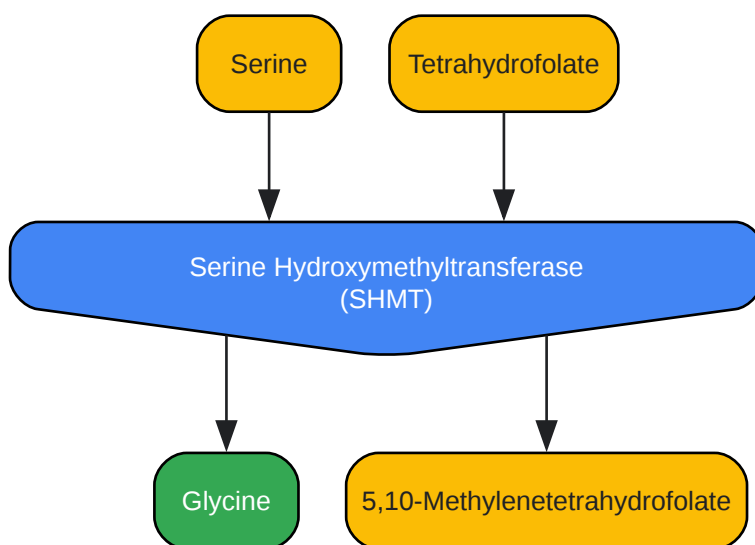 Serine
Tetrahydrofolate
Serine Hydroxymethyltransferase
(SHMT)
Glycine
5,10-Methylenetetrahydrofolate